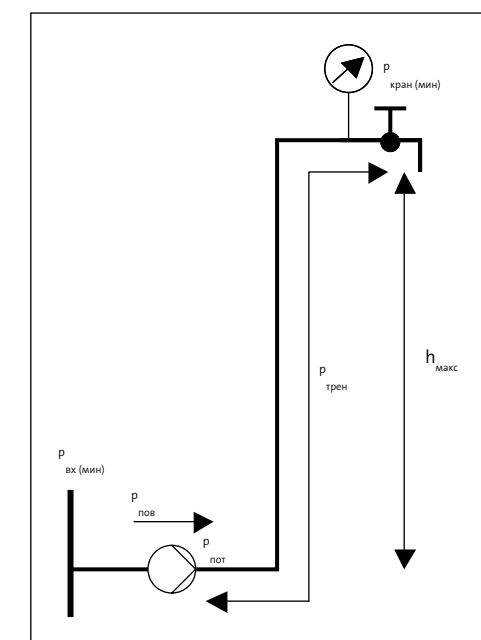 p кран (мин)
h макс
p трен
p вх (мин)
p пов
p пот